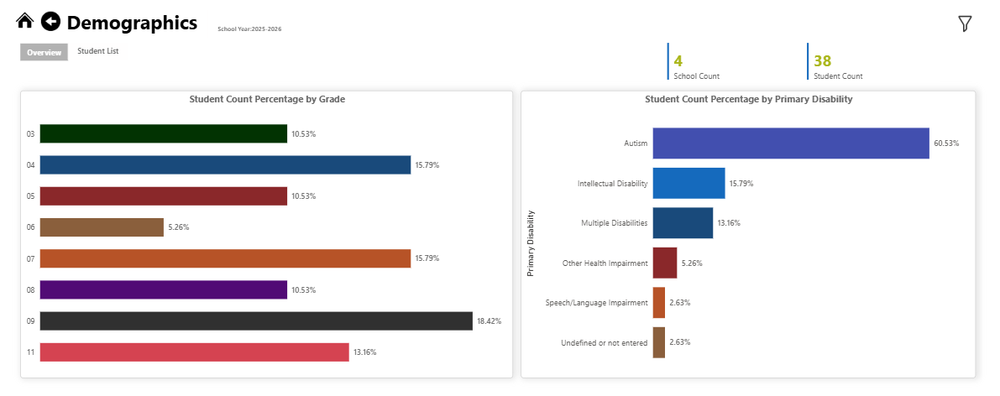 Demographics
School Year:2025-2026
Overview
Student List
4
School Count
38
Student Count
Student Count Percentage by Grade
03 10.53%
04 15.79%
05 10.53%
06 5.26%
07 15.79%
08 10.53%
09 18.42%
11 13.16%
Student Count Percentage by Primary Disability
Primary Disability
Autism 60.53%
Intellectual Disability 15.79%
Multiple Disabilities 13.16%
Other Health Impairment 5.26%
Speech/Language Impairment 2.63%
Undefined or not entered 2.63%